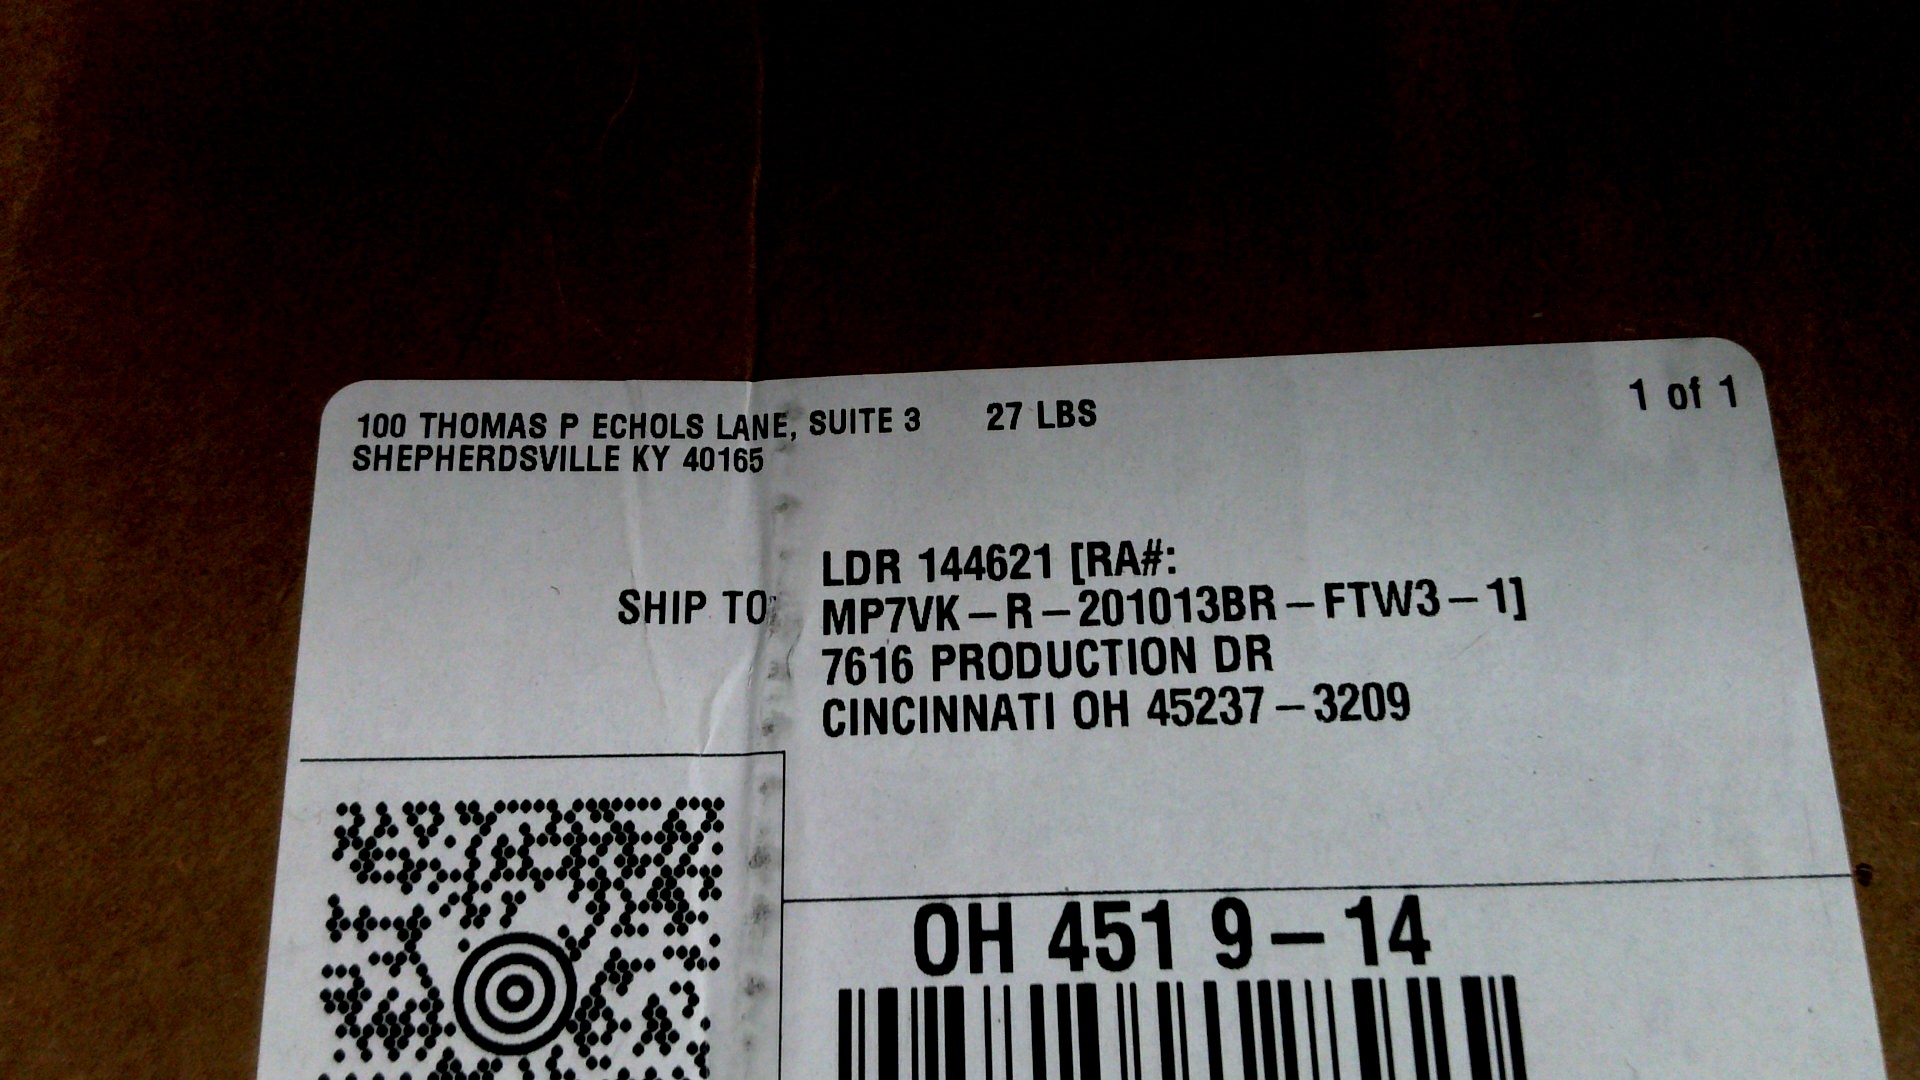 100 THOMAS P ECHOLS LANE, SUITE 3 27 LBS 1 of 1
SHEPHERDSVILLE KY 40165
SHIP TO:
LDR 144621 [RA#:
MP7VK-R-201013BR-FTW3-1]
7616 PRODUCTION DR
CINCINNATI OH 45237-3209
OH 451 9-14